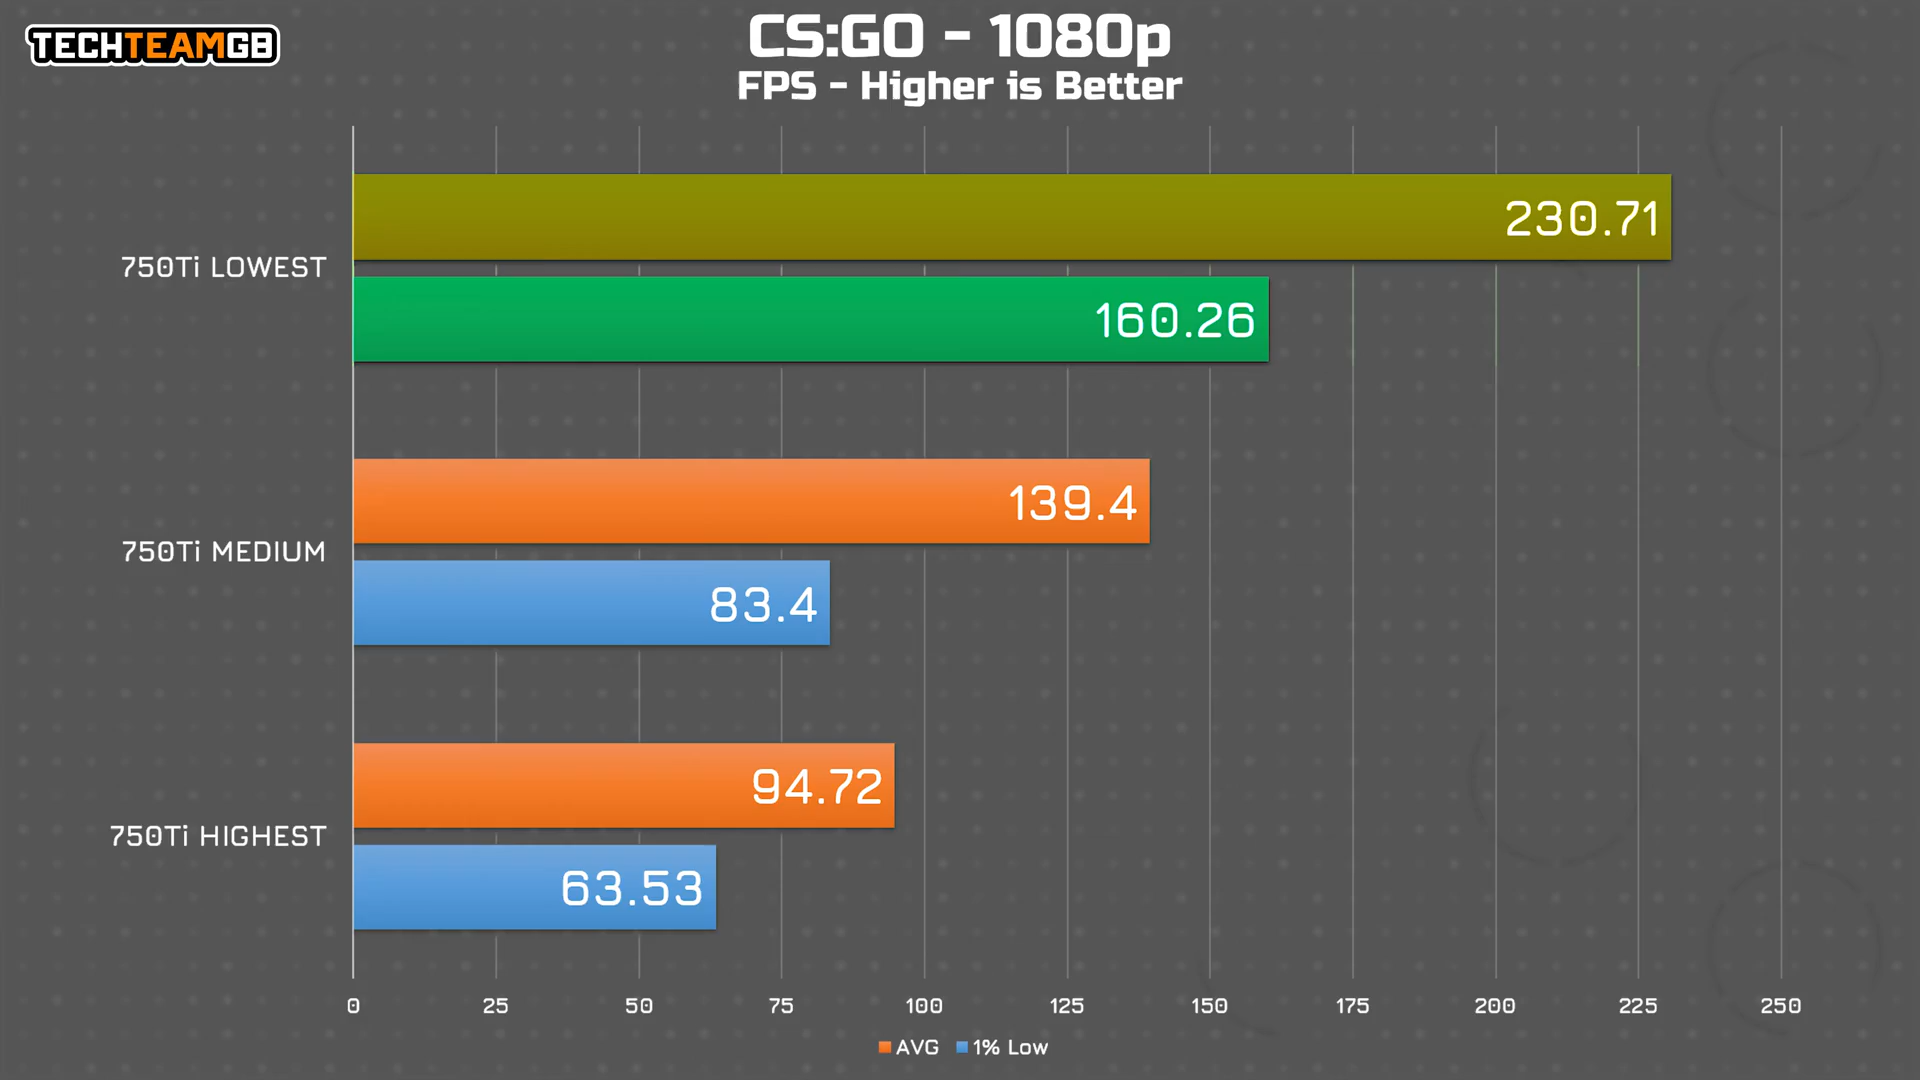 TECHTEAMGB
CS:GO - 1080p
FPS - Higher is Better
750Ti LOWEST
230.71
160.26
750Ti MEDIUM
139.4
83.4
750Ti HIGHEST
94.72
63.53
0 25 50 75 100 125 150 175 200 225 250
AVG 1% Low